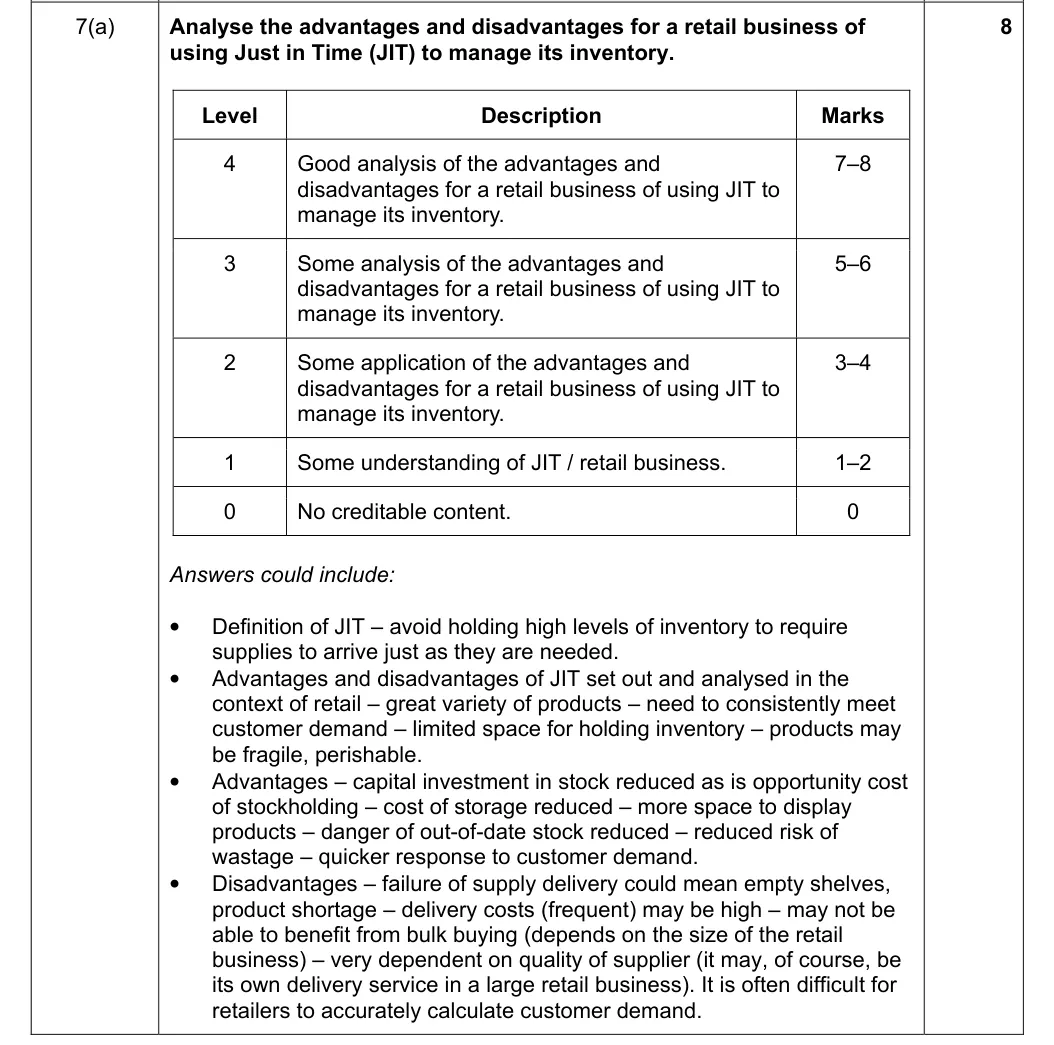 7(a)
Analyse the advantages and disadvantages for a retail business of
using Just in Time (JIT) to manage its inventory.
8
Level
Description
Marks
4
Good analysis of the advantages and
disadvantages for a retail business of using JIT to
manage its inventory.
7–8
3
Some analysis of the advantages and
disadvantages for a retail business of using JIT to
manage its inventory.
5–6
2
Some application of the advantages and
disadvantages for a retail business of using JIT to
manage its inventory.
3–4
1
Some understanding of JIT / retail business.
1–2
0
No creditable content.
0
Answers could include:
• Definition of JIT – avoid holding high levels of inventory to require
supplies to arrive just as they are needed.
• Advantages and disadvantages of JIT set out and analysed in the
context of retail – great variety of products – need to consistently meet
customer demand – limited space for holding inventory – products may
be fragile, perishable.
• Advantages – capital investment in stock reduced as is opportunity cost
of stockholding – cost of storage reduced – more space to display
products – danger of out-of-date stock reduced – reduced risk of
wastage – quicker response to customer demand.
• Disadvantages – failure of supply delivery could mean empty shelves,
product shortage – delivery costs (frequent) may be high – may not be
able to benefit from bulk buying (depends on the size of the retail
business) – very dependent on quality of supplier (it may, of course, be
its own delivery service in a large retail business). It is often difficult for
retailers to accurately calculate customer demand.